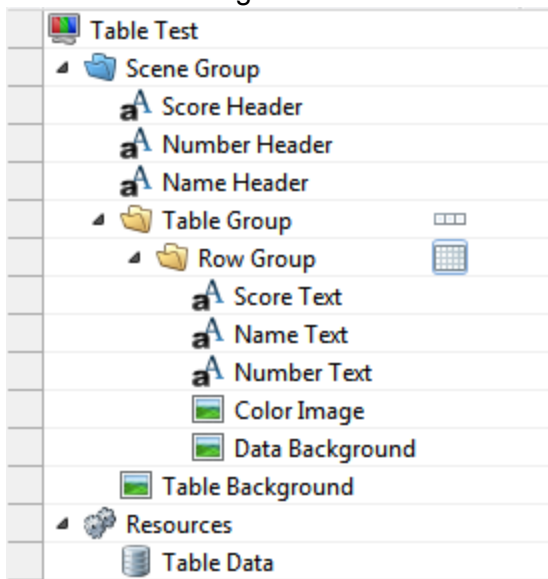 Table Test
Scene Group
Score Header
Number Header
Name Header
Table Group
Row Group
Score Text
Name Text
Number Text
Color Image
Data Background
Table Background
Resources
Table Data